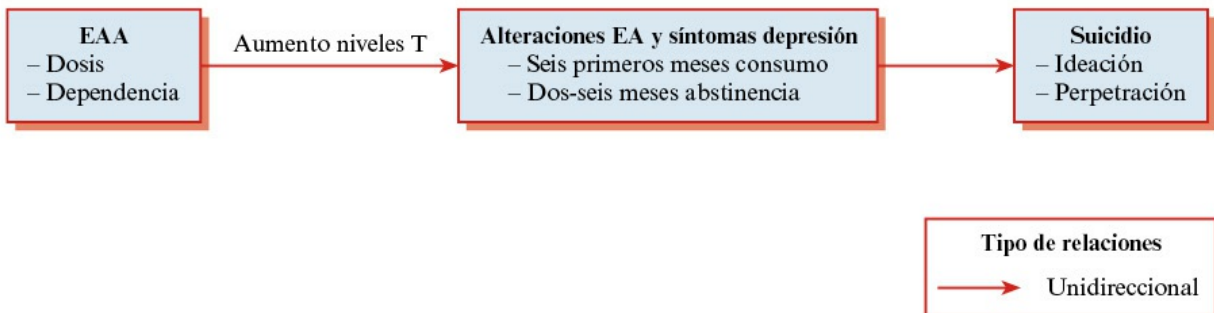 EAA
– Dosis
– Dependencia
Aumento niveles T
Alteraciones EA y síntomas depresión
– Seis primeros meses consumo
– Dos-seis meses abstinencia
Suicidio
– Ideación
– Perpetración
Tipo de relaciones
Unidireccional